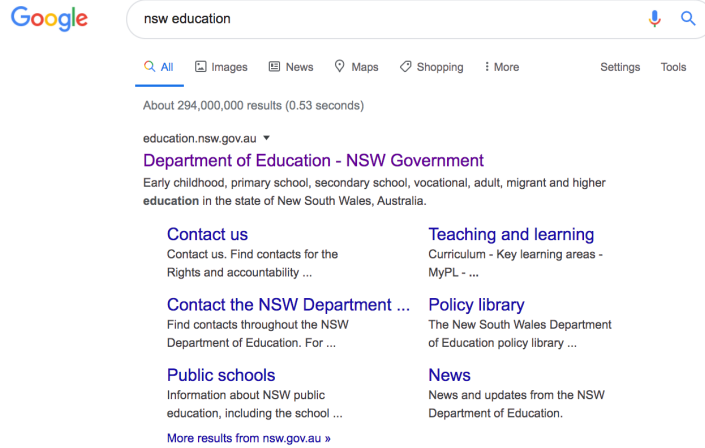 Google
nsw education
All Images News Maps Shopping More Settings Tools
About 294,000,000 results (0.53 seconds)
education.nsw.gov.au
Department of Education - NSW Government
Early childhood, primary school, secondary school, vocational, adult, migrant and higher
education in the state of New South Wales, Australia.
Contact us
Contact us. Find contacts for the
Rights and accountability ...
Teaching and learning
Curriculum - Key learning areas -
MyPL - ...
Contact the NSW Department ...
Find contacts throughout the NSW
Department of Education. For ...
Policy library
The New South Wales Department
of Education policy library ...
Public schools
Information about NSW public
education, including the school ...
News
News and updates from the NSW
Department of Education.
More results from nsw.gov.au »